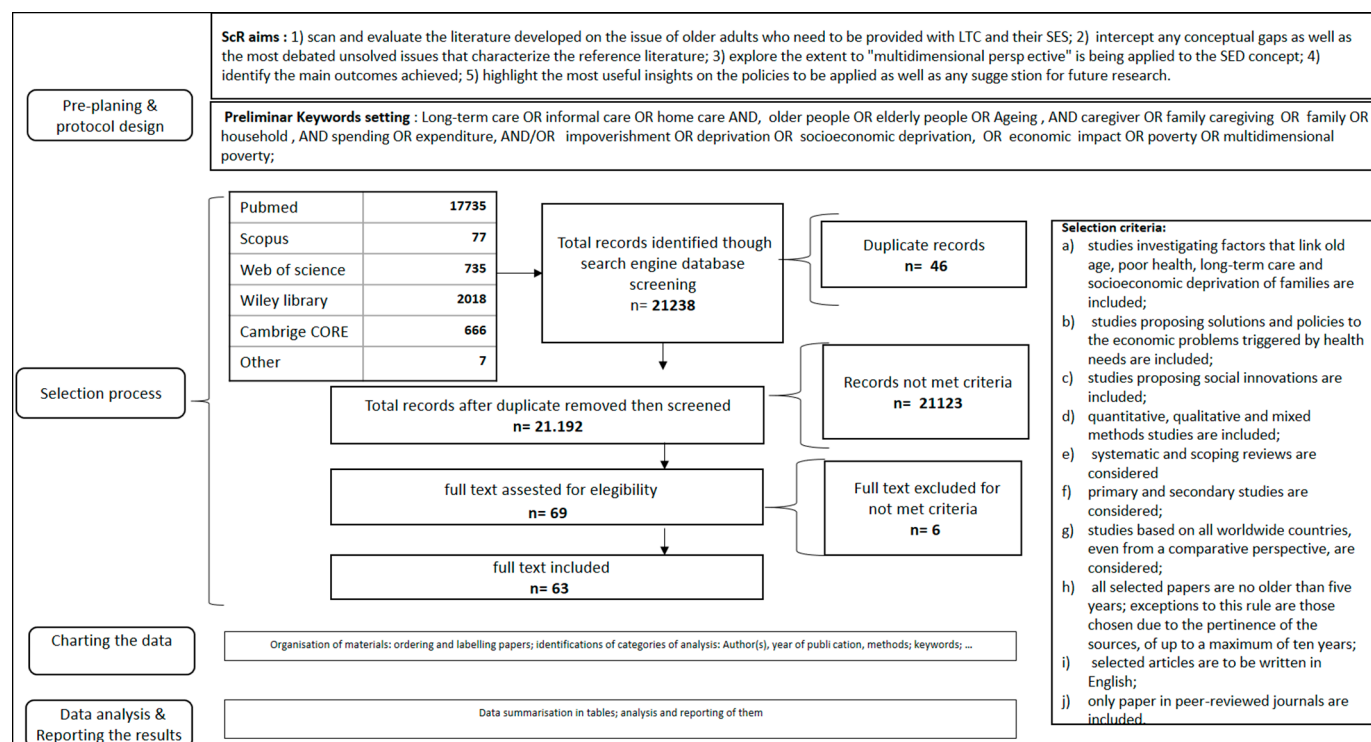 ScR aims : 1) scan and evaluate the literature developed on the issue of older adults who need to be provided with LTC and their SES; 2) intercept any conceptual gaps as well as
the most debated unsolved issues that characterize the reference literature; 3) explore the extent to "multidimensional persp ective" is being applied to the SED concept; 4)
identify the main outcomes achieved; 5) highlight the most useful insights on the policies to be applied as well as any sugge stion for future research.
Pre-planing &
protocol design
Preliminar Keywords setting : Long-term care OR informal care OR home care AND, older people OR elderly people OR Ageing , AND caregiver OR family caregiving OR family OR
household , AND spending OR expenditure, AND/OR impoverishment OR deprivation OR socioeconomic deprivation, OR economic impact OR poverty OR multidimensional
poverty;
Selection process
Pubmed 17735
Scopus 77
Web of science 735
Wiley library 2018
Cambrige CORE 666
Other 7
Total records identified though
search engine database
screening
n= 21238
Duplicate records
n= 46
Total records after duplicate removed then screened
n= 21.192
Records not met criteria
n= 21123
full text assested for elegibility
n= 69
Full text excluded for
not met criteria
n= 6
full text included
n= 63
Selection criteria:
a) studies investigating factors that link old
age, poor health, long-term care and
socioeconomic deprivation of families are
included;
b) studies proposing solutions and policies to
the economic problems triggered by health
needs are included;
c) studies proposing social innovations are
included;
d) quantitative, qualitative and mixed
methods studies are included;
e) systematic and scoping reviews are
considered
f) primary and secondary studies are
considered;
g) studies based on all worldwide countries,
even from a comparative perspective, are
considered;
h) all selected papers are no older than five
years; exceptions to this rule are those
chosen due to the pertinence of the
sources, of up to a maximum of ten years;
i) selected articles are to be written in
English;
j) only paper in peer-reviewed journals are
included.
Charting the data
Organisation of materials: ordering and labelling papers; identifications of categories of analysis: Author(s), year of publi cation, methods; keywords; ...
Data analysis &
Reporting the results
Data summarisation in tables; analysis and reporting of them